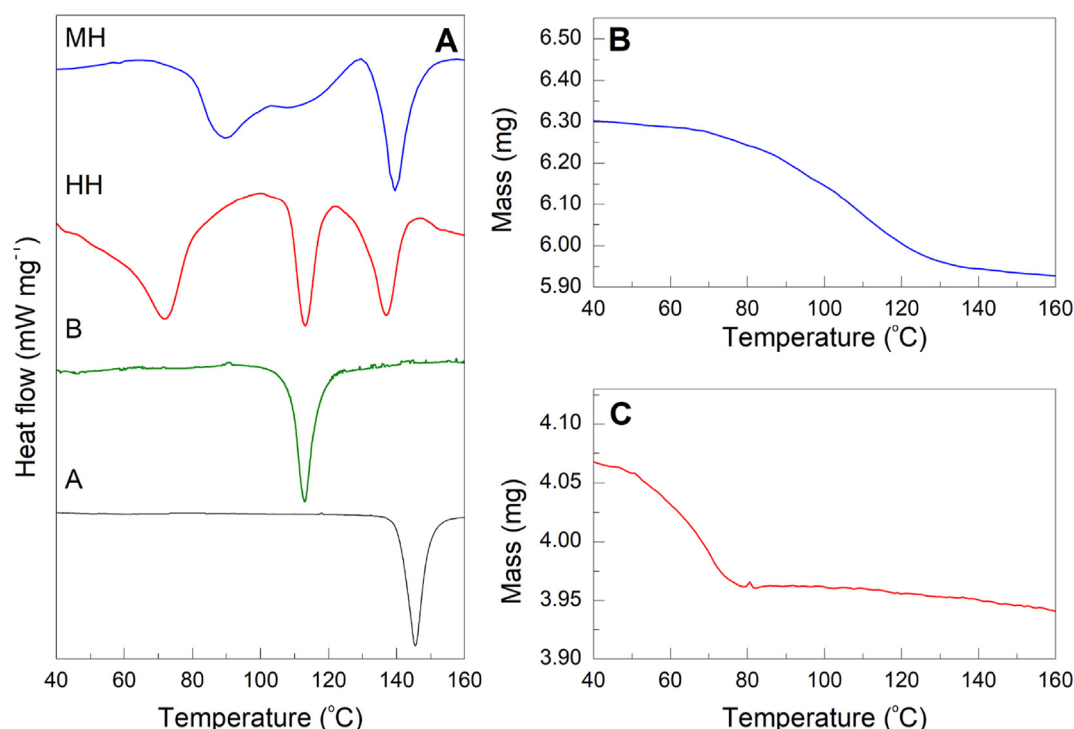 A
MH
HH
B
A
Heat flow (mW mg⁻¹)
40 60 80 100 120 140 160
Temperature (°C)
B
6.50
6.40
6.30
6.20
6.10
6.00
5.90
Mass (mg)
40 60 80 100 120 140 160
Temperature (°C)
C
4.10
4.05
4.00
3.95
3.90
Mass (mg)
40 60 80 100 120 140 160
Temperature (°C)